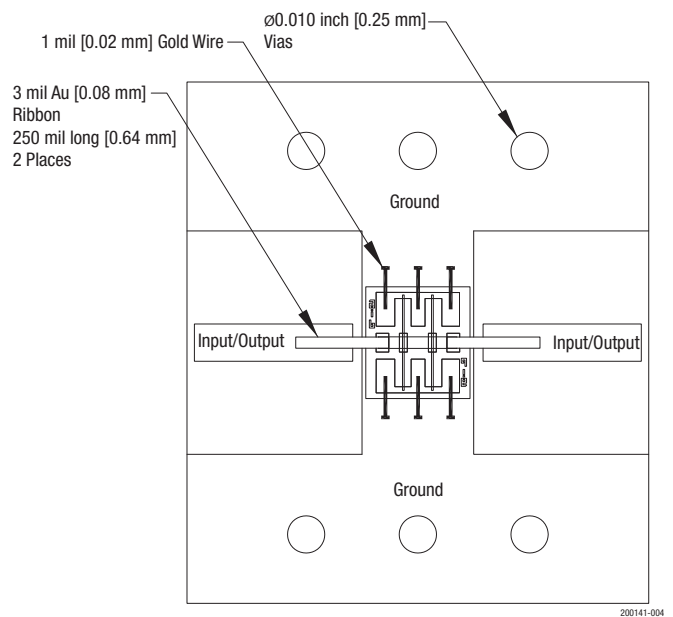 ø0.010 inch [0.25 mm]
Vias
1 mil [0.02 mm] Gold Wire
3 mil Au [0.08 mm]
Ribbon
250 mil long [0.64 mm]
2 Places
Ground
Input/Output
Input/Output
Ground
200141-004